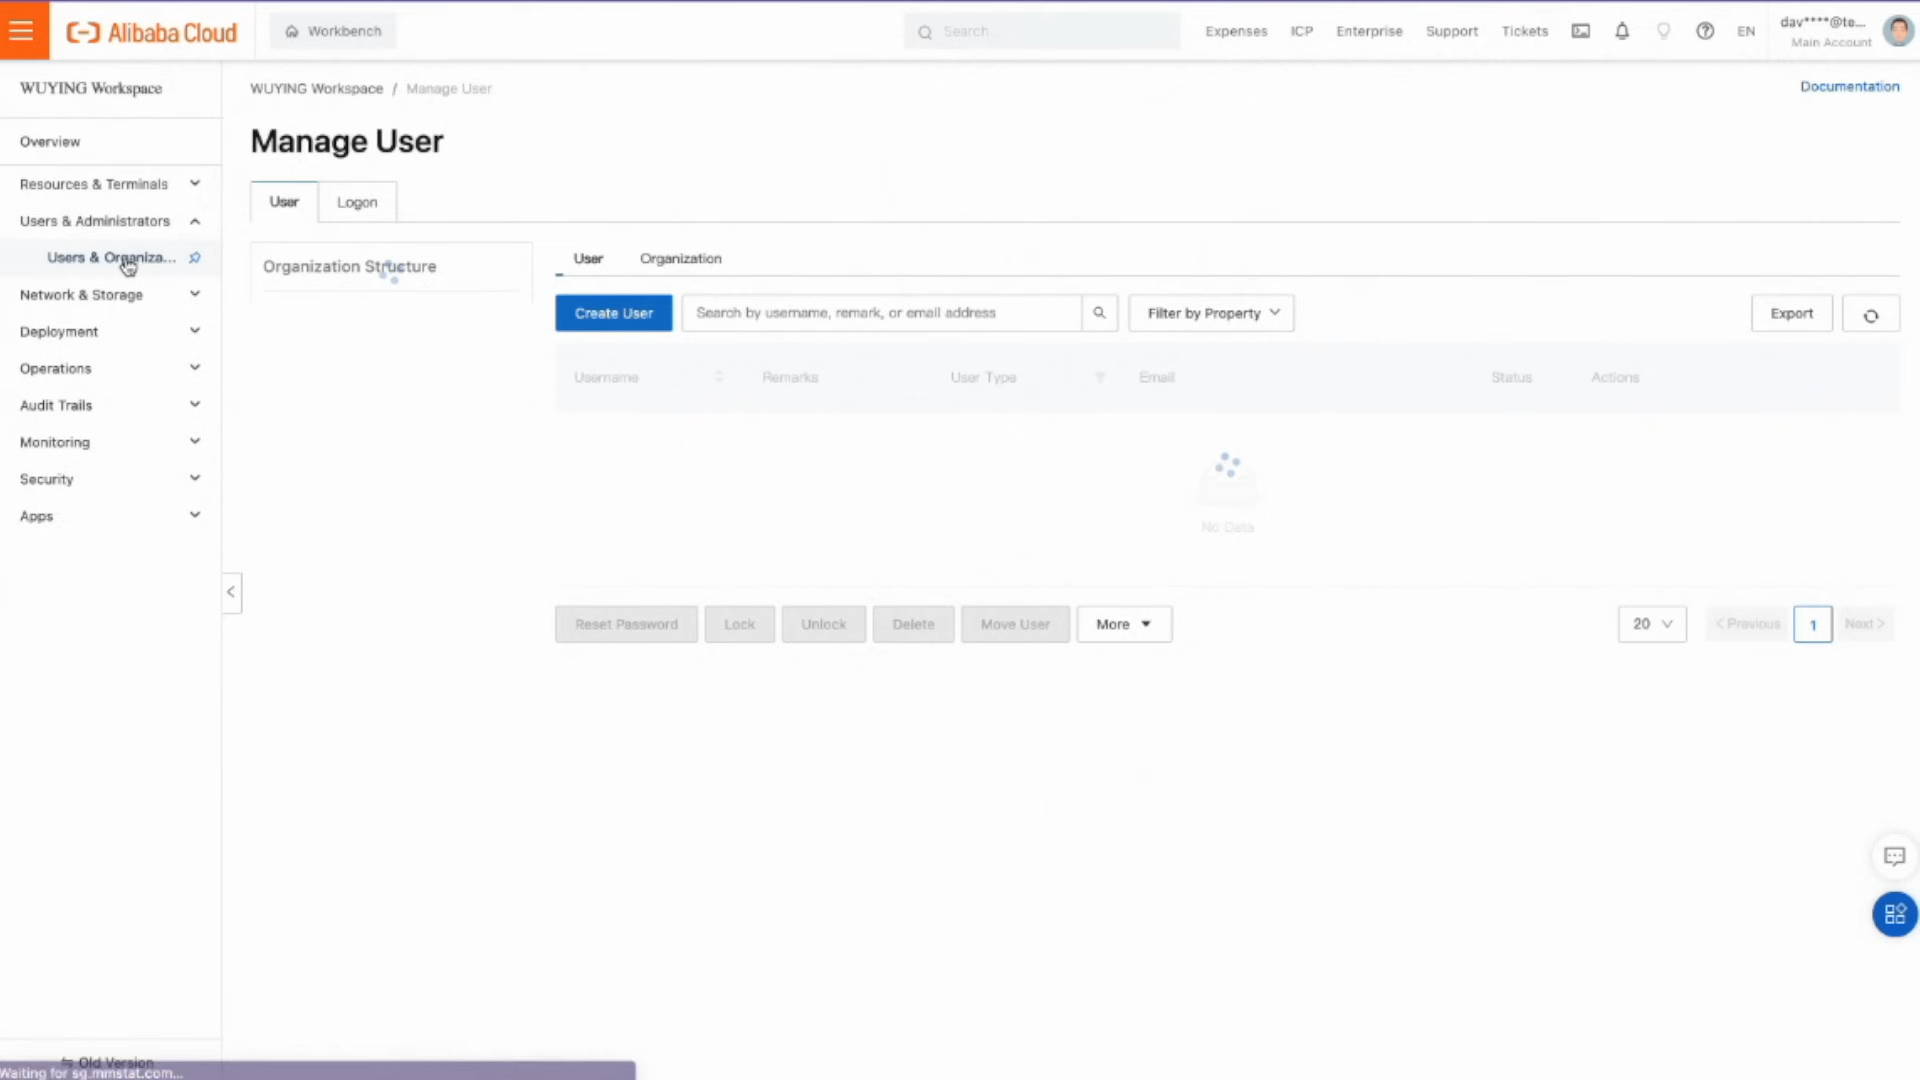 Alibaba Cloud
Workbench
Search...
Expenses ICP Enterprise Support Tickets EN
dav****@te...
Main Account
WUYING Workspace
Overview
Resources & Terminals
Users & Administrators
Users & Organiza...
Network & Storage
Deployment
Operations
Audit Trails
Monitoring
Security
Apps
Old Version
Waiting for sg.mmstat.com...
WUYING Workspace / Manage User
Documentation
Manage User
User Logon
Organization Structure
User Organization
Create User Search by username, remark, or email address Filter by Property Export
Username Remarks User Type Email Status Actions
No Data
Reset Password Lock Unlock Delete Move User More 20 < Previous 1 Next >